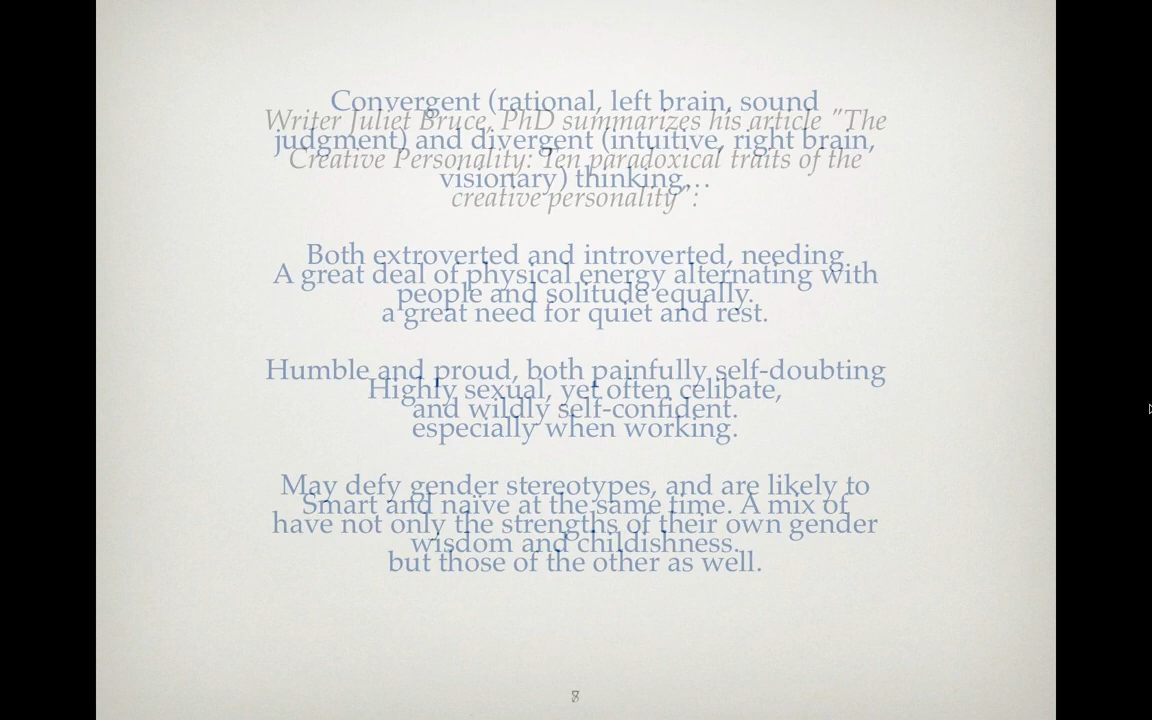 Writer Juliet Bruce, PhD summarizes his article "The
Creative Personality: Ten paradoxical traits of the
creative personality":
A great deal of physical energy alternating with
a great need for quiet and rest.
Highly sexual, yet often celibate,
especially when working.
Smart and naïve at the same time. A mix of
wisdom and childishness.
Convergent (rational, left brain, sound
judgment) and divergent (intuitive, right brain,
visionary) thinking…
Both extroverted and introverted, needing
people and solitude equally.
Humble and proud, both painfully self-doubting
and wildly self-confident.
May defy gender stereotypes, and are likely to
have not only the strengths of their own gender
but those of the other as well.